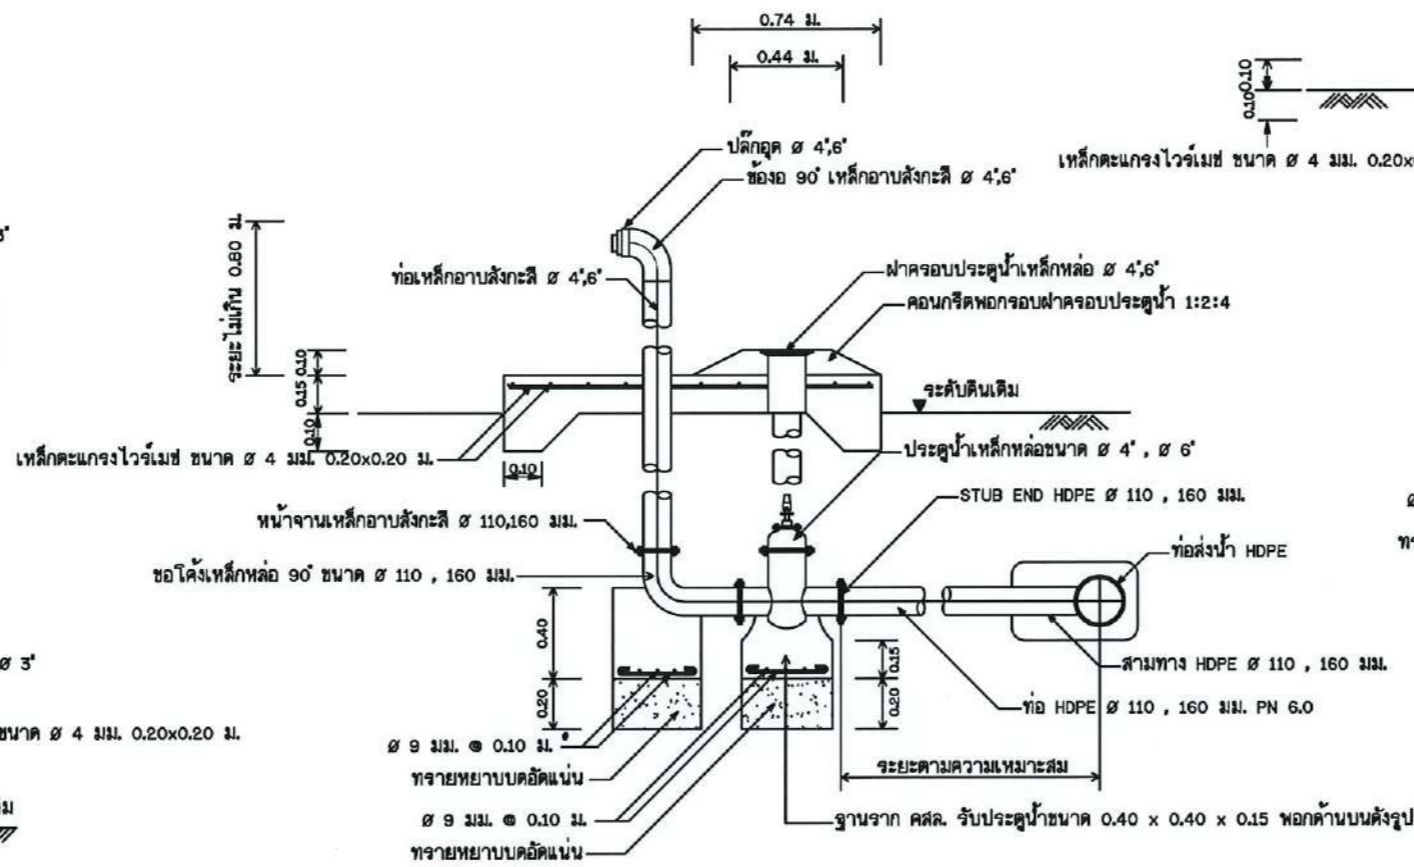 0.74 ม.
0.44 ม.
0.10
0.10
ปลั๊กอุด ø 4",6"
ข้องอ 90° เหล็กอาบสังกะสี ø 4",6"
เหล็กตะแกรงไวร์เมช ขนาด ø 4 มม. 0.20x
ระยะไม่เกิน 0.80 ม.
ท่อเหล็กอาบสังกะสี ø 4",6"
ฝาครอบประตูน้ำเหล็กหล่อ ø 4",6"
คอนกรีตพอกรอบฝาครอบประตูน้ำ 1:2:4
0.10
0.15
0.10
ระดับดินเดิม
เหล็กตะแกรงไวร์เมช ขนาด ø 4 มม. 0.20x0.20 ม.
0.10
ประตูน้ำเหล็กหล่อขนาด ø 4" , ø 6"
STUB END HDPE ø 110 , 160 มม.
หน้าจานเหล็กอาบสังกะสี ø 110,160 มม.
ท่อส่งน้ำ HDPE
ขอโค้งเหล็กหล่อ 90° ขนาด ø 110 , 160 มม.
0.40
0.15
ø 3"
สามทาง HDPE ø 110 , 160 มม.
0.20
0.20
ท่อ HDPE ø 110 , 160 มม. PN 6.0
ขนาด ø 4 มม. 0.20x0.20 ม.
ø 9 มม. @ 0.10 ม.
ระยะตามความเหมาะสม
ทรายหยาบบดอัดแน่น
ø 9 มม. @ 0.10 ม.
ฐานราก คสล. รับประตูน้ำขนาด 0.40 x 0.40 x 0.15 พอกด้านบนดังรูป
ทรายหยาบบดอัดแน่น